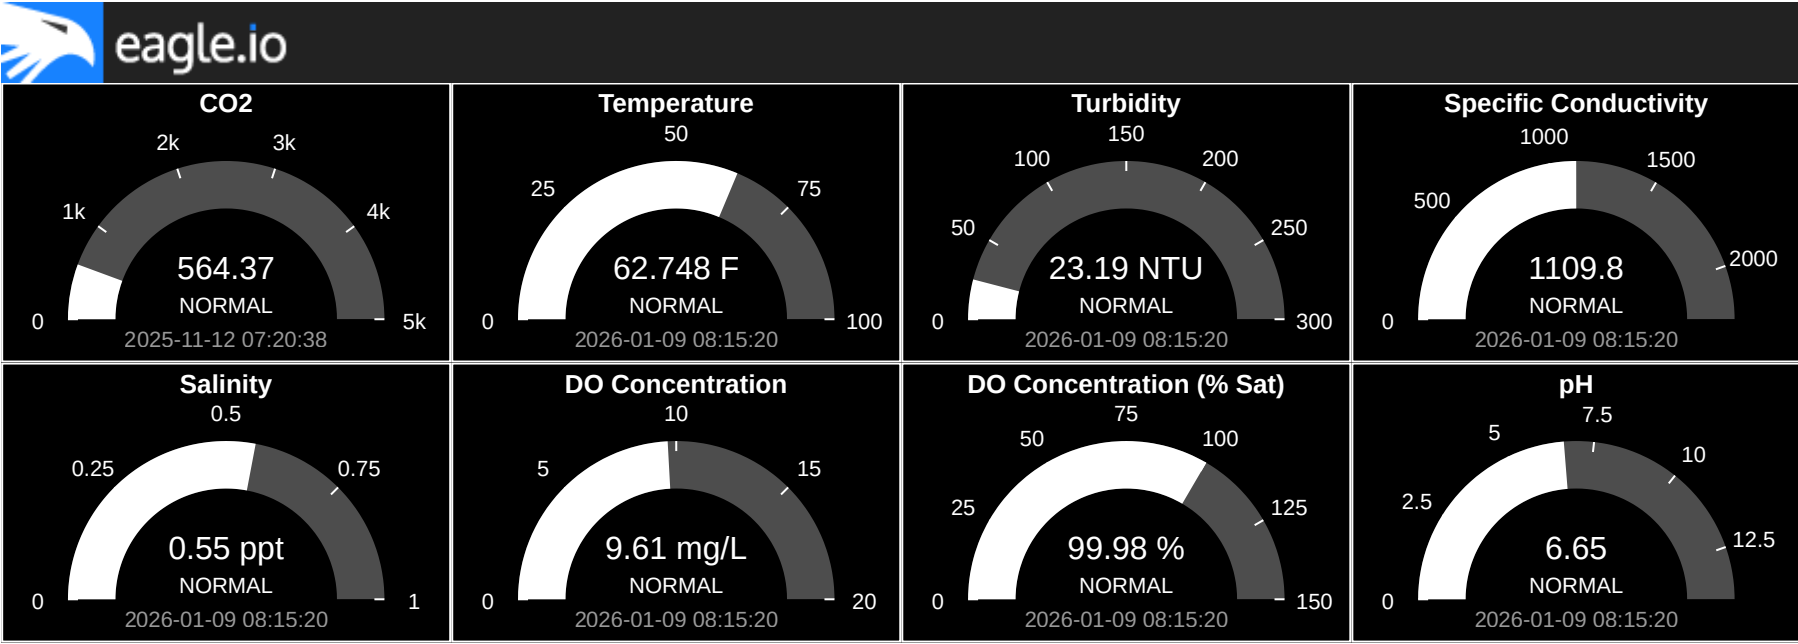 eagle.io
CO2
0
1k
2k
3k
4k
5k
564.37
NORMAL
2025-11-12 07:20:38
Temperature
0
25
50
75
100
62.748 F
NORMAL
2026-01-09 08:15:20
Turbidity
0
50
100
150
200
250
300
23.19 NTU
NORMAL
2026-01-09 08:15:20
Specific Conductivity
0
500
1000
1500
2000
1109.8
NORMAL
2026-01-09 08:15:20
Salinity
0
0.25
0.5
0.75
1
0.55 ppt
NORMAL
2026-01-09 08:15:20
DO Concentration
0
5
10
15
20
9.61 mg/L
NORMAL
2026-01-09 08:15:20
DO Concentration (% Sat)
0
25
50
75
100
125
150
99.98 %
NORMAL
2026-01-09 08:15:20
pH
0
2.5
5
7.5
10
12.5
6.65
NORMAL
2026-01-09 08:15:20